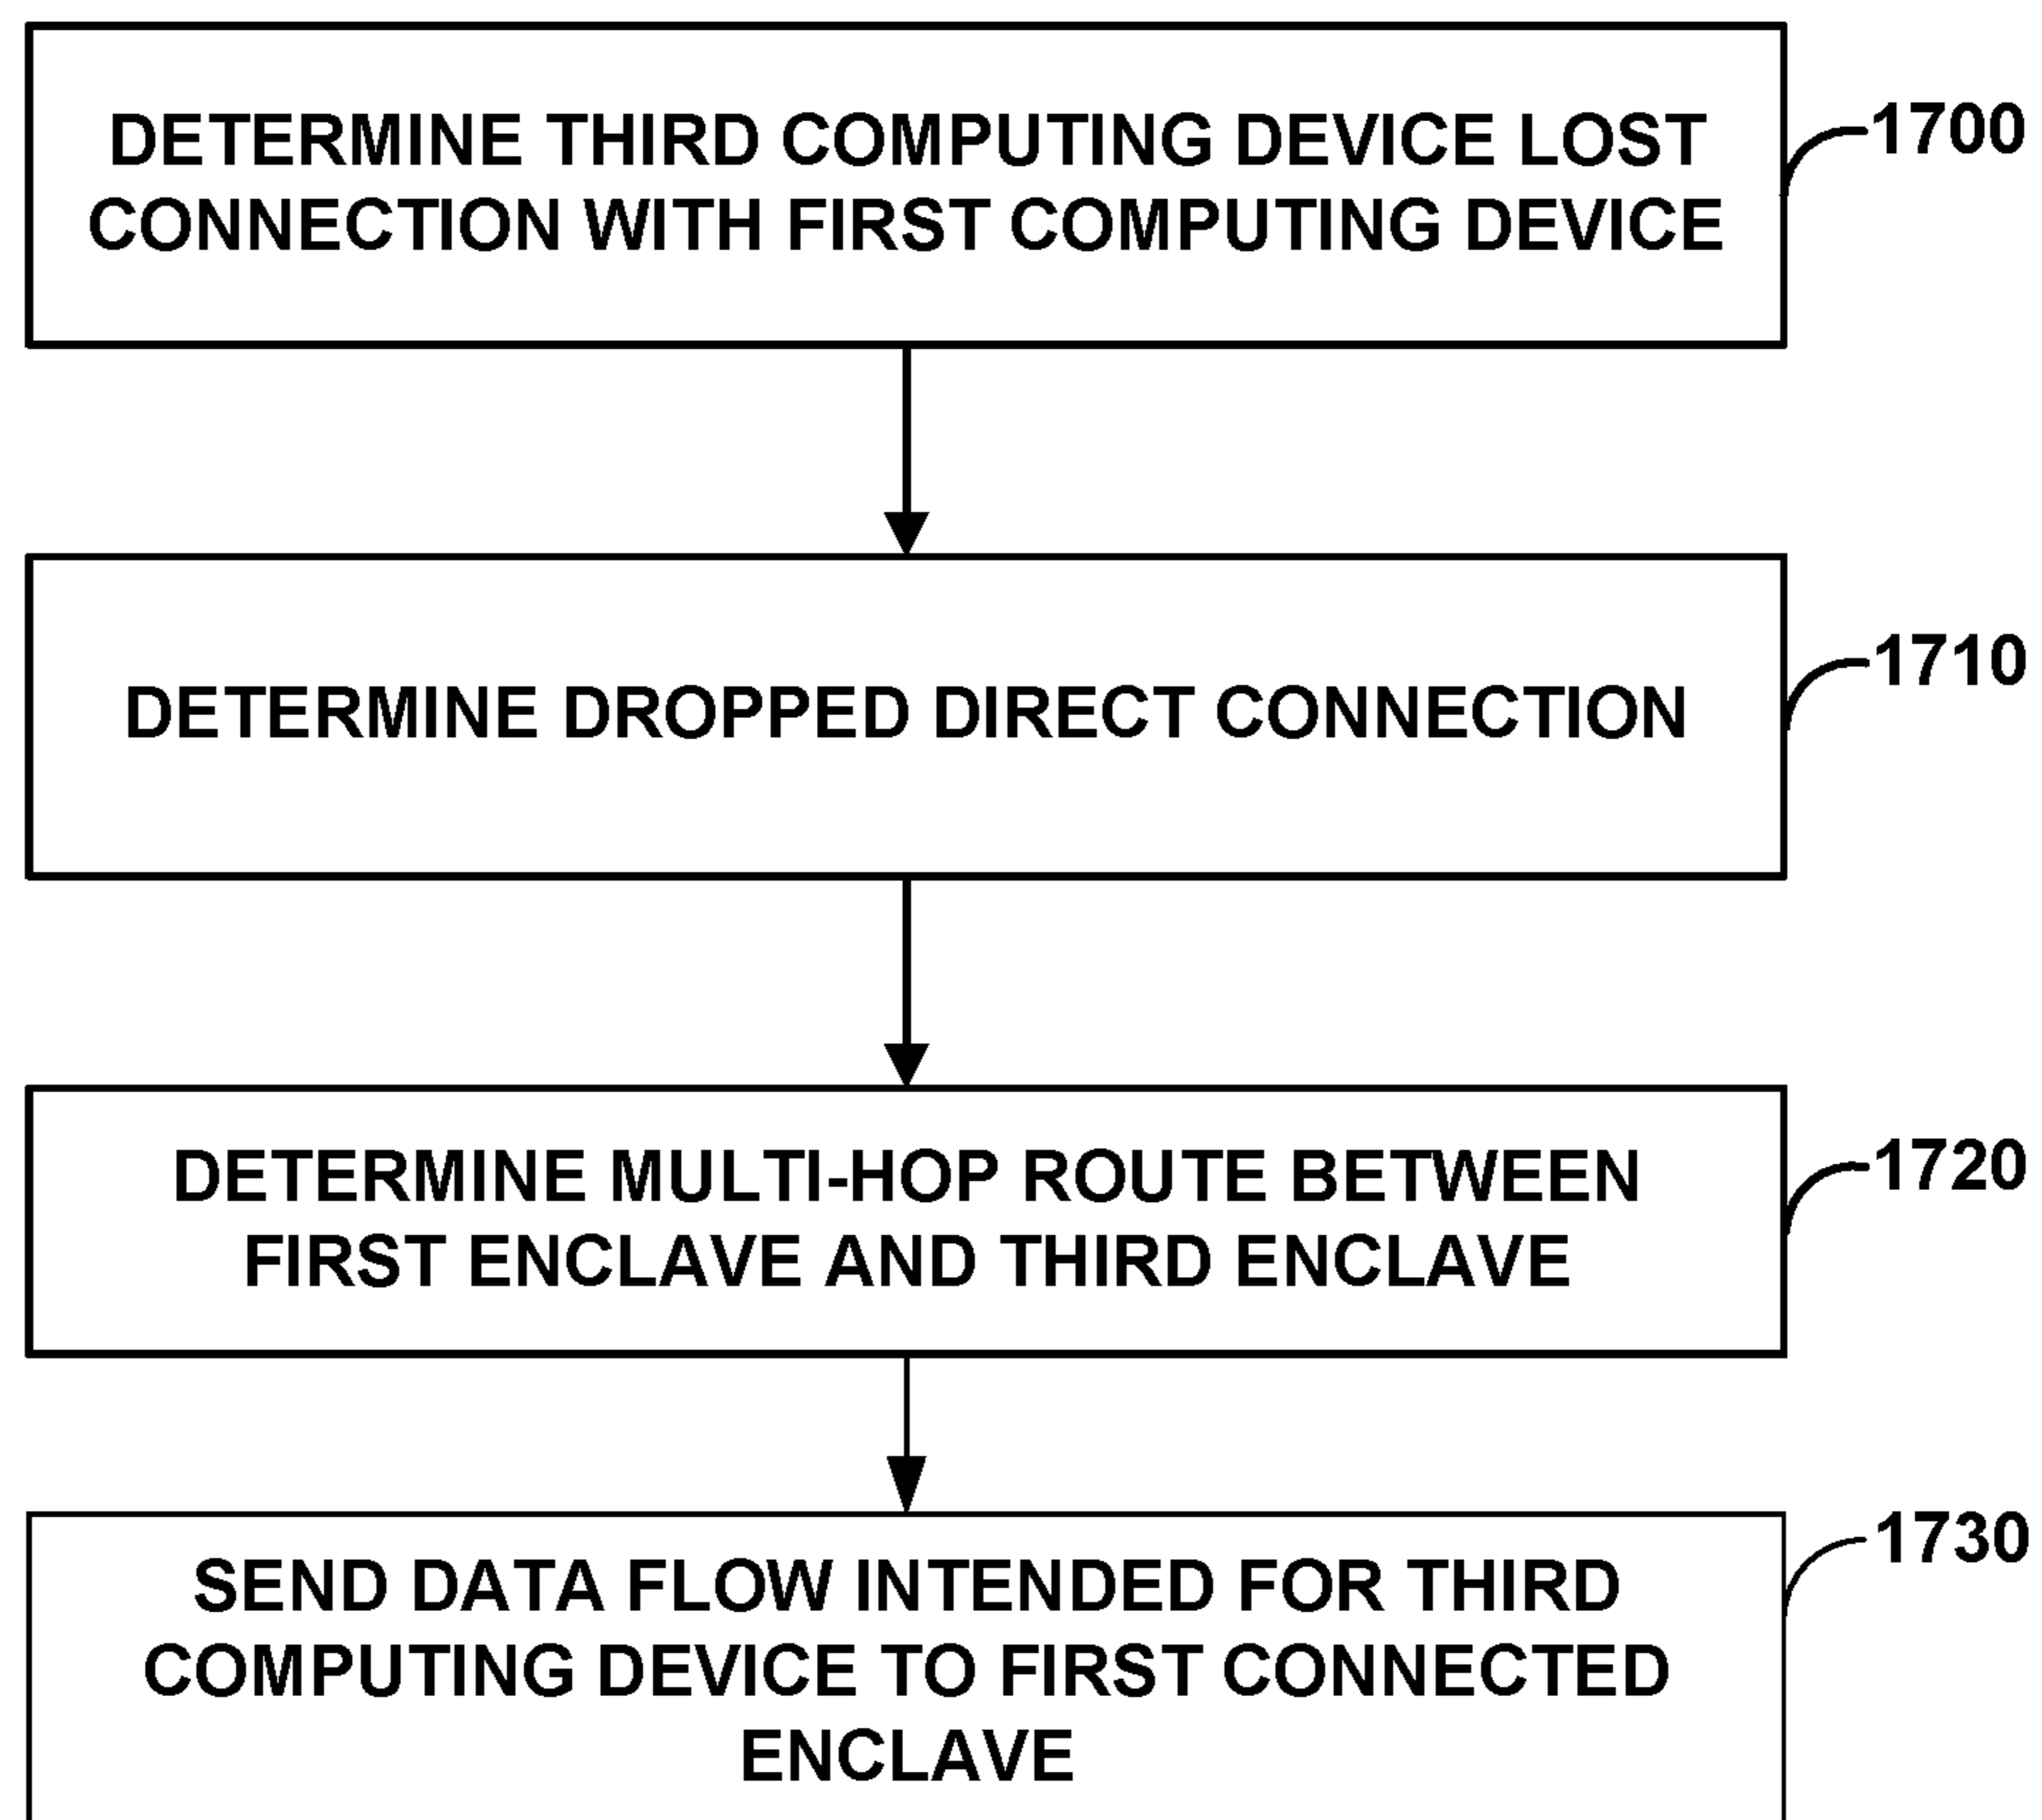 DETERMINE THIRD COMPUTING DEVICE LOST
CONNECTION WITH FIRST COMPUTING DEVICE
1700
DETERMINE DROPPED DIRECT CONNECTION
1710
DETERMINE MULTI-HOP ROUTE BETWEEN
FIRST ENCLAVE AND THIRD ENCLAVE
1720
SEND DATA FLOW INTENDED FOR THIRD
COMPUTING DEVICE TO FIRST CONNECTED
ENCLAVE
1730